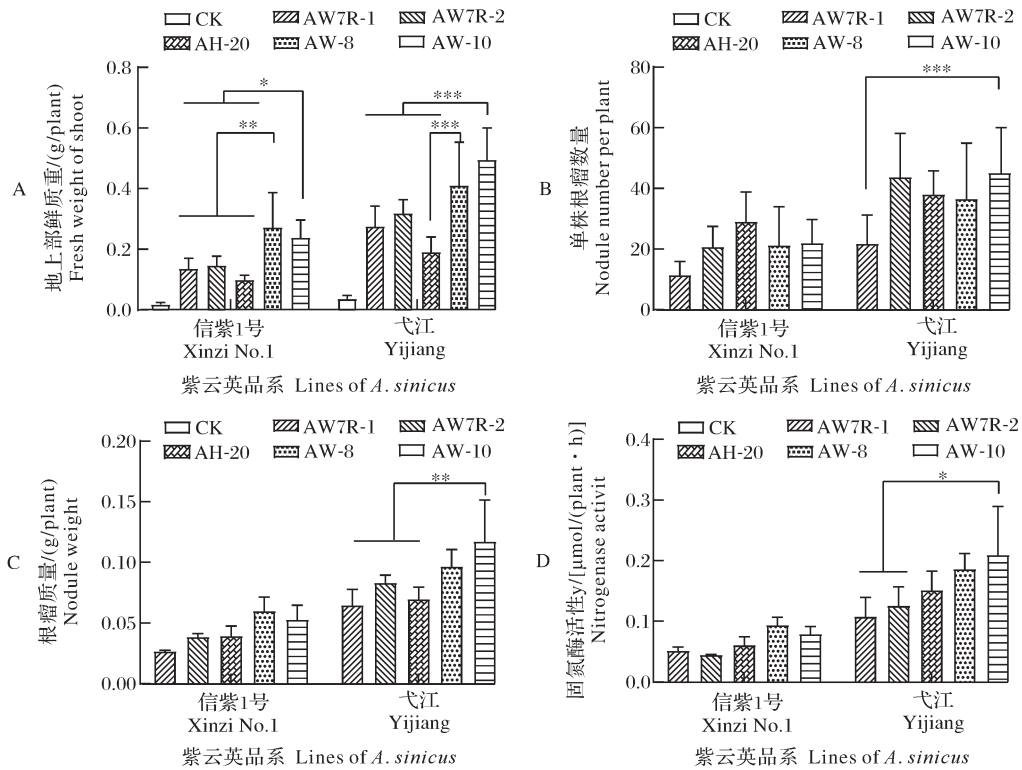 CK AW7R-1 AW7R-2
AH-20 AW-8 AW-10
A
地上部鲜质重/(g/plant)
Fresh weight of shoot
0.8
0.6
0.4
0.2
0.0
*
**
***
***
信紫1号
Xinzi No.1
弋江
Yijiang
紫云英品系 Lines of A. sinicus
CK AW7R-1 AW7R-2
AH-20 AW-8 AW-10
B
单株根瘤数量
Nodule number per plant
80
60
40
20
0
***
信紫1号
Xinzi No.1
弋江
Yijiang
紫云英品系 Lines of A. sinicus
CK AW7R-1 AW7R-2
AH-20 AW-8 AW-10
C
根瘤质量/(g/plant)
Nodule weight
0.20
0.15
0.10
0.05
0.00
**
信紫1号
Xinzi No.1
弋江
Yijiang
紫云英品系 Lines of A. sinicus
CK AW7R-1 AW7R-2
AH-20 AW-8 AW-10
D
固氮酶活性y/[μmol/(plant·h)]
Nitrogenase activit
0.4
0.3
0.2
0.1
0.0
*
信紫1号
Xinzi No.1
弋江
Yijiang
紫云英品系 Lines of A. sinicus